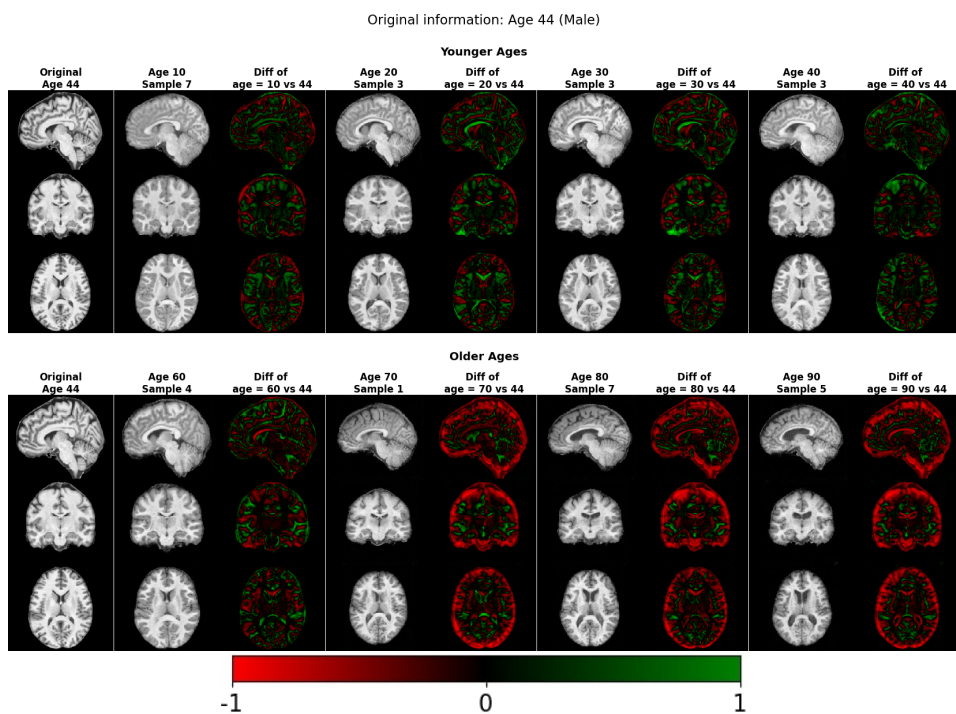 Original information: Age 44 (Male)
Younger Ages
Original Age 10 Diff of Age 20 Diff of Age 30 Diff of Age 40 Diff of
Age 44 Sample 7 age = 10 vs 44 Sample 3 age = 20 vs 44 Sample 3 age = 30 vs 44 Sample 3 age = 40 vs 44
Older Ages
Original Age 60 Diff of Age 70 Diff of Age 80 Diff of Age 90 Diff of
Age 44 Sample 4 age = 60 vs 44 Sample 1 age = 70 vs 44 Sample 7 age = 80 vs 44 Sample 5 age = 90 vs 44
-1 0 1